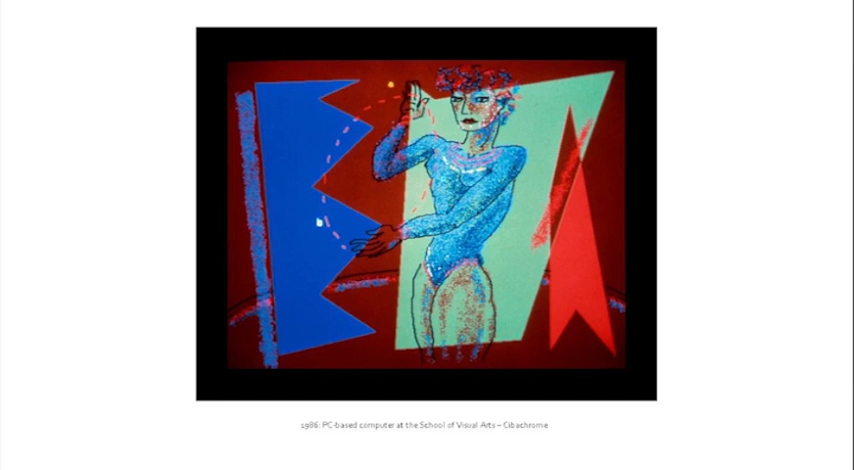 1986: PC-based computer at the School of Visual Arts – Cibachrome